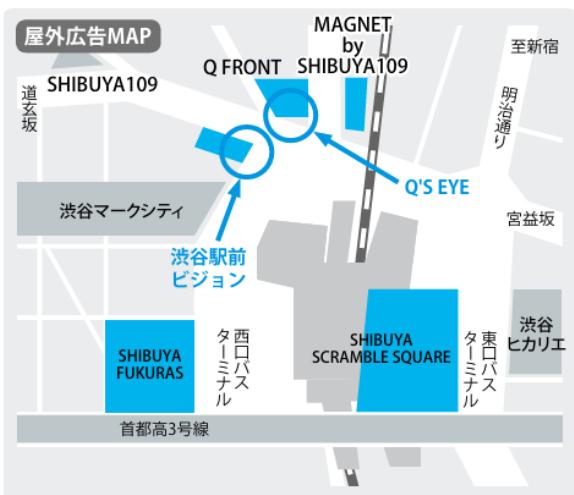 屋外広告MAP
MAGNET
by
SHIBUYA109
至新宿
Q FRONT
SHIBUYA109
道玄坂
明治通り
Q'S EYE
渋谷マークシティ
宮益坂
渋谷駅前
ビジョン
SHIBUYA
FUKURAS
西口バス
ターミナル
SHIBUYA
SCRAMBLE SQUARE
東口バス
ターミナル
渋谷
ヒカリエ
首都高3号線